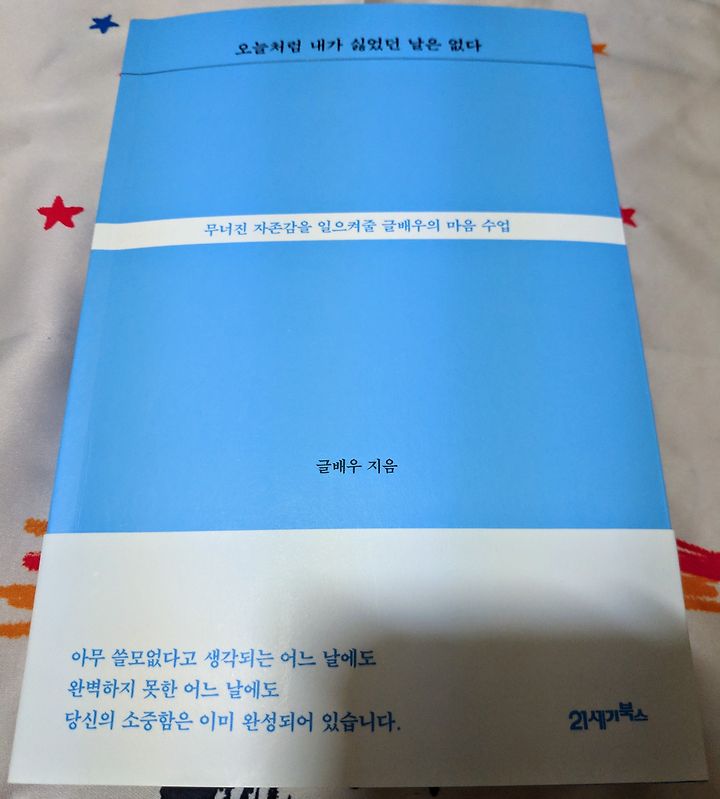 오늘처럼 내가 싫었던 날은 없다
무너진 자존감을 일으켜줄 글배우의 마음 수업
글배우 지음
아무 쓸모없다고 생각되는 어느 날에도
완벽하지 못한 어느 날에도
당신의 소중함은 이미 완성되어 있습니다.
21세기북스